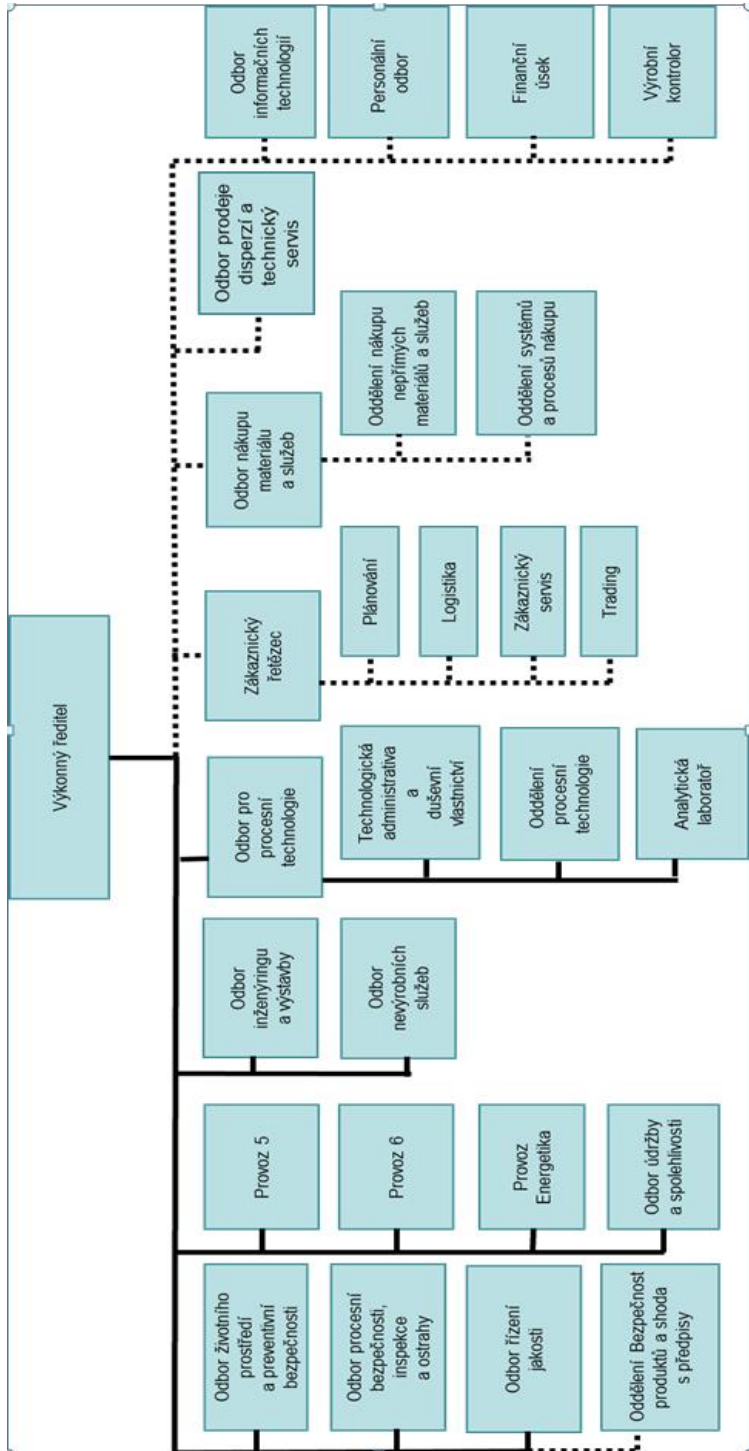 Výkonný ředitel
Odbor životního
prostředí
a preventivní
bezpečnosti
Odbor procesní
bezpečnosti,
inspekce
a ostrahy
Odbor řízení
jakosti
Oddělení Bezpečnost
produktů a shoda
s předpisy
Provoz 5
Provoz 6
Provoz
Energetika
Odbor údržby
a spolehlivosti
Odbor
inženýringu
a výstavby
Odbor
nevýrobních
služeb
Odbor pro
procesní
technologie
Technologická
administrativa
a
duševní
vlastnictví
Oddělení
procesní
technologie
Analytická
laboratoř
Zákaznický
řetězec
Plánování
Logistika
Zákaznický
servis
Trading
Odbor nákupu
materiálu
a služeb
Oddělení nákupu
nepřímých
materiálů a služeb
Oddělení systémů
a procesů nákupu
Odbor prodeje
disperzí a
technický
servis
Odbor
informačních
technologií
Personální
odbor
Finanční
úsek
Výrobní
kontrolor